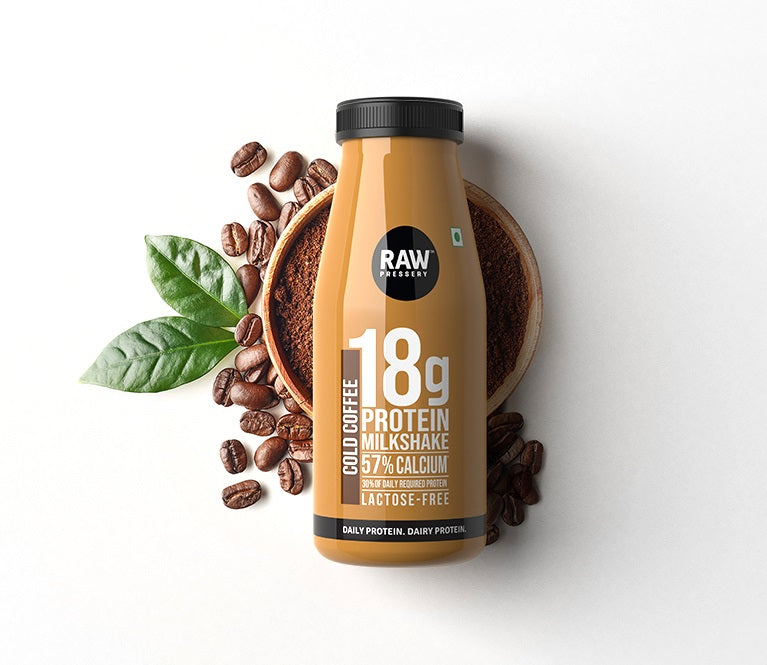 RAW™
PRESSERY
COLD COFFEE
18g
PROTEIN
MILKSHAKE
57% CALCIUM
30% OF DAILY REQUIRED PROTEIN
LACTOSE-FREE
DAILY PROTEIN. DAIRY PROTEIN.